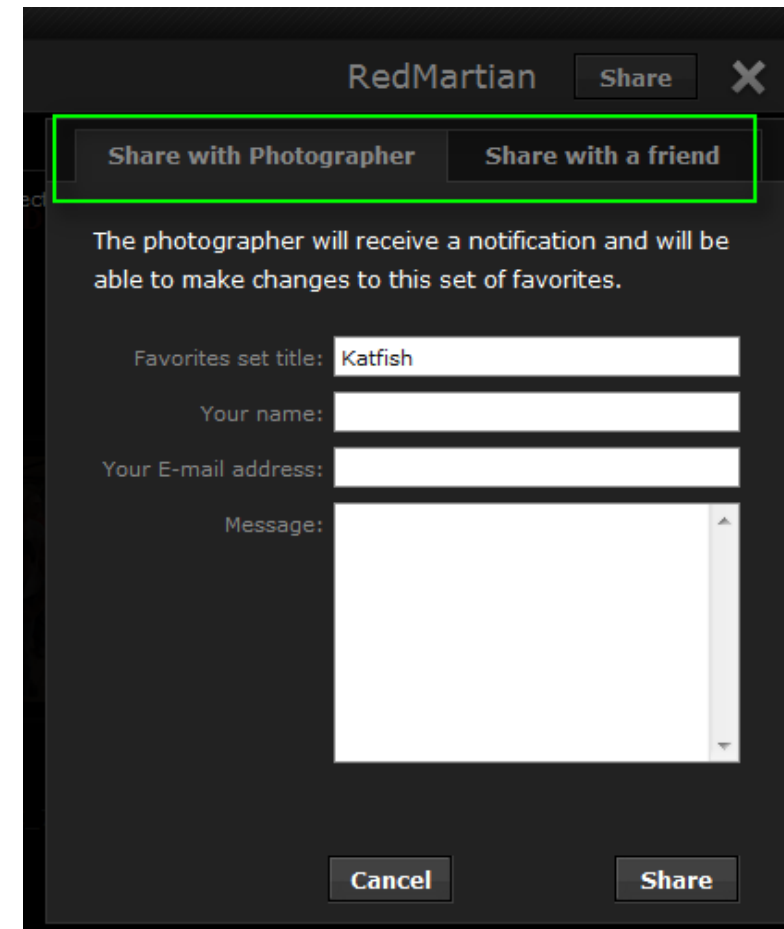 RedMartian Share
Share with Photographer Share with a friend
ect
The photographer will receive a notification and will be
able to make changes to this set of favorites.
Favorites set title: Katfish
Your name:
Your E-mail address:
Message:
Cancel Share